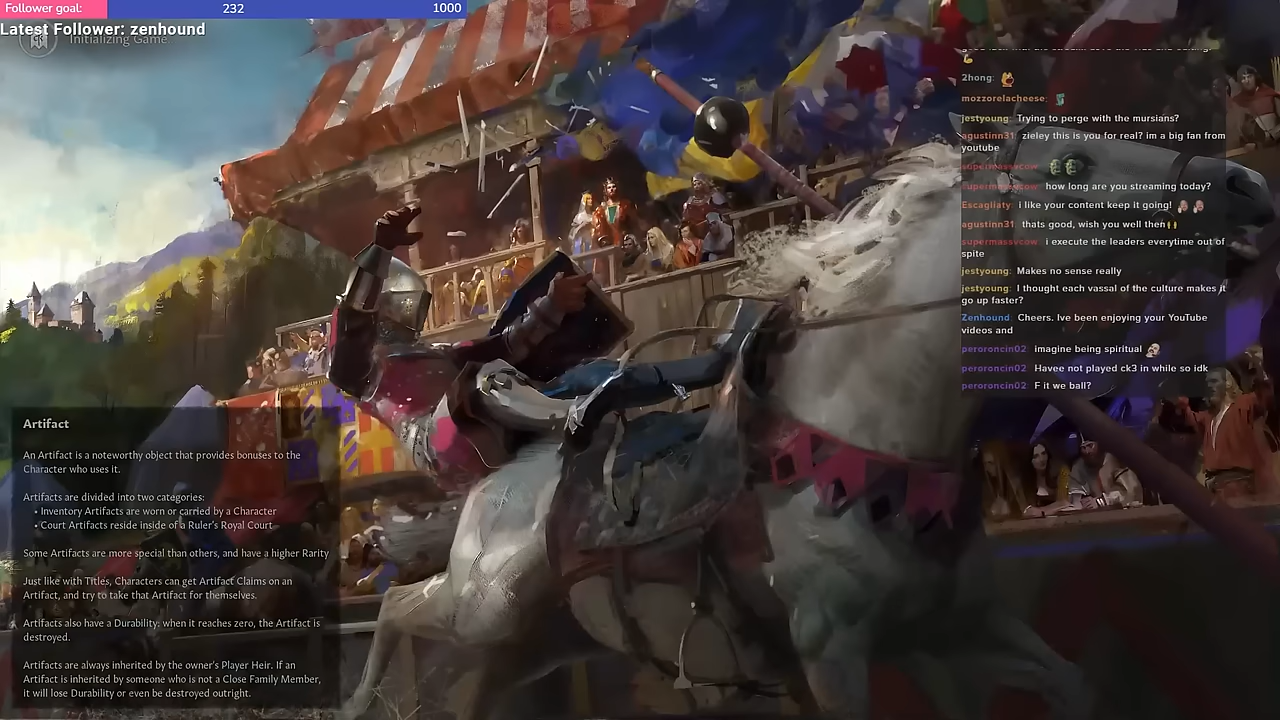 Follower goal: 232 1000
Latest Follower: zenhound
Initializing Game
2hong:
mozzorelacheese:
jestyoung: Trying to perge with the mursians?
agustinn31: zieley this is you for real? im a big fan from
youtube
supermassvcow:
supermassvcow: how long are you streaming today?
Escagliaty: i like your content keep it going!
agustinn31: thats good, wish you well then
supermassvcow: i execute the leaders everytime out of
spite
jestyoung: Makes no sense really
jestyoung: I thought each vassal of the culture makes it
go up faster?
Zenhound: Cheers. Ive been enjoying your YouTube
videos and
peroroncin02: imagine being spiritual
peroroncin02: Havee not played ck3 in while so idk
peroroncin02: F it we ball?
Artifact
An Artifact is a noteworthy object that provides bonuses to the
Character who uses it.
Artifacts are divided into two categories:
• Inventory Artifacts are worn or carried by a Character
• Court Artifacts reside inside of a Ruler's Royal Court
Some Artifacts are more special than others, and have a higher Rarity
Just like with Titles, Characters can get Artifact Claims on an
Artifact, and try to take that Artifact for themselves.
Artifacts also have a Durability: when it reaches zero, the Artifact is
destroyed.
Artifacts are always inherited by the owner's Player Heir. If an
Artifact is inherited by someone who is not a Close Family Member,
it will lose Durability or even be destroyed outright.